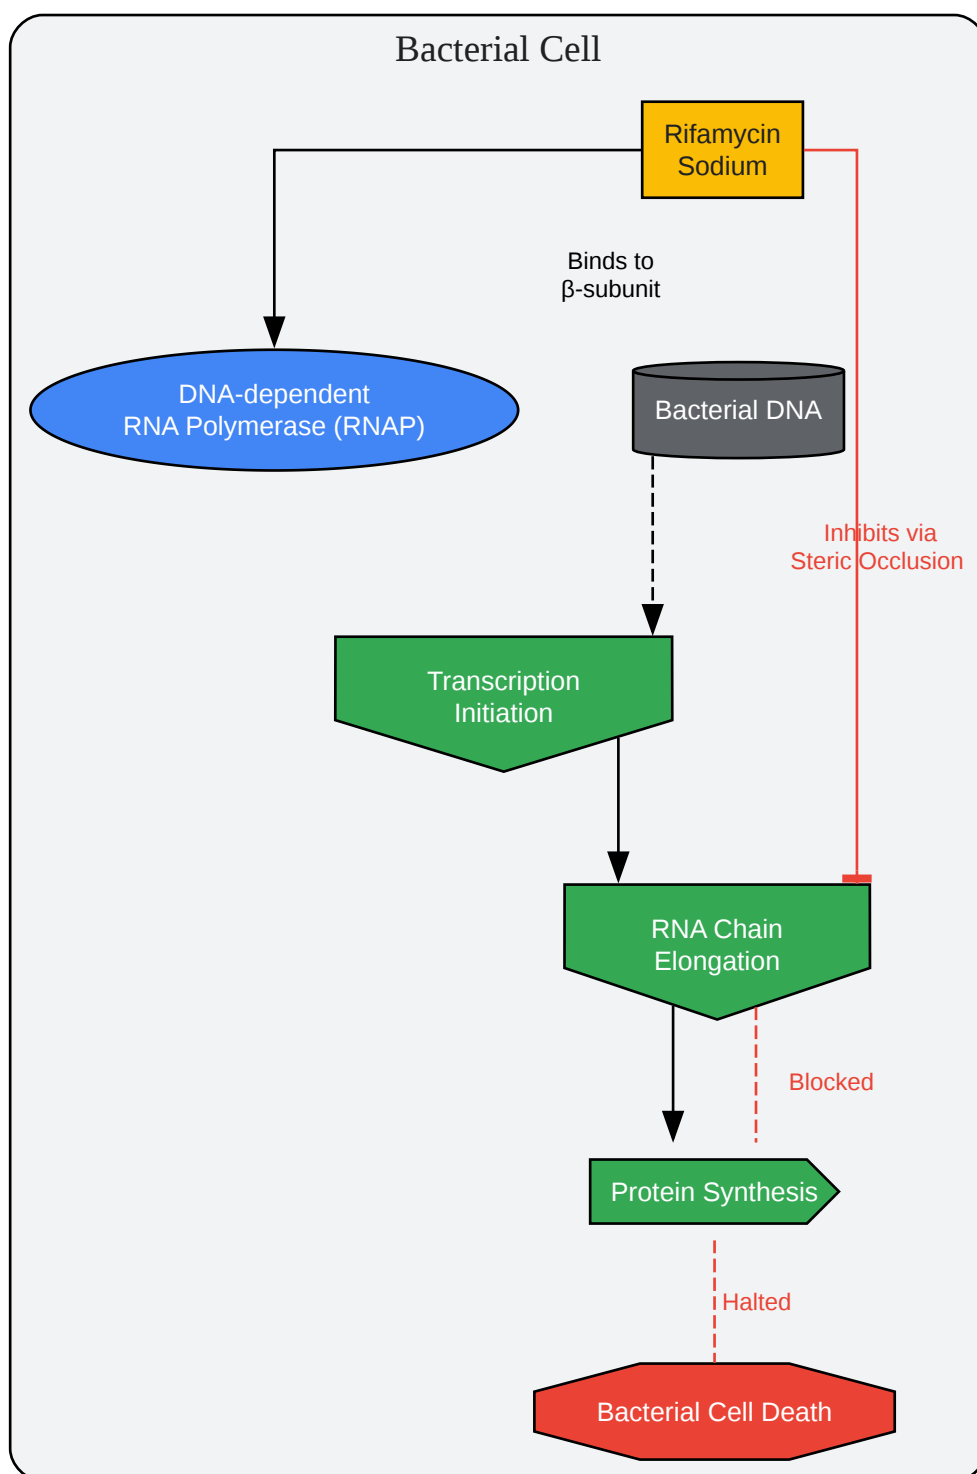 Bacterial Cell
Rifamycin
Sodium
Binds to
β-subunit
DNA-dependent
RNA Polymerase (RNAP)
Bacterial DNA
Inhibits via
Steric Occlusion
Transcription
Initiation
RNA Chain
Elongation
Blocked
Protein Synthesis
Halted
Bacterial Cell Death